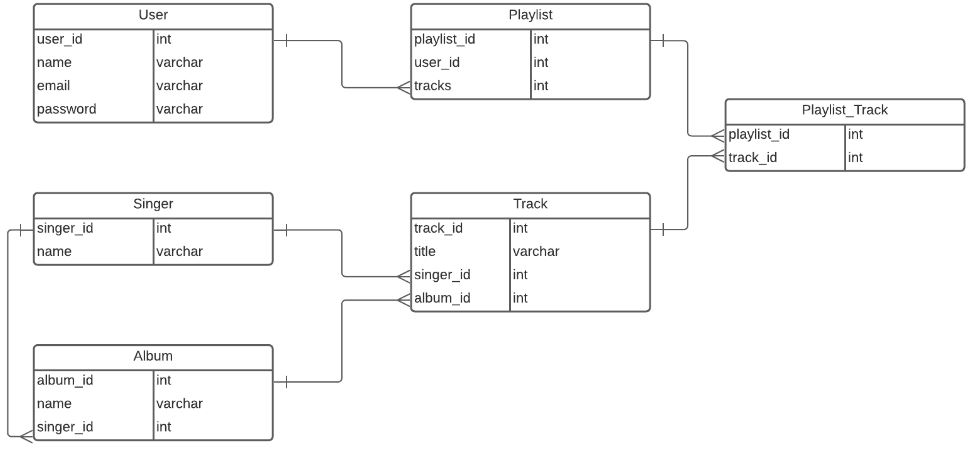 User
user_id int
name varchar
email varchar
password varchar
Playlist
playlist_id int
user_id int
tracks int
Playlist_Track
playlist_id int
track_id int
Singer
singer_id int
name varchar
Track
track_id int
title varchar
singer_id int
album_id int
Album
album_id int
name varchar
singer_id int